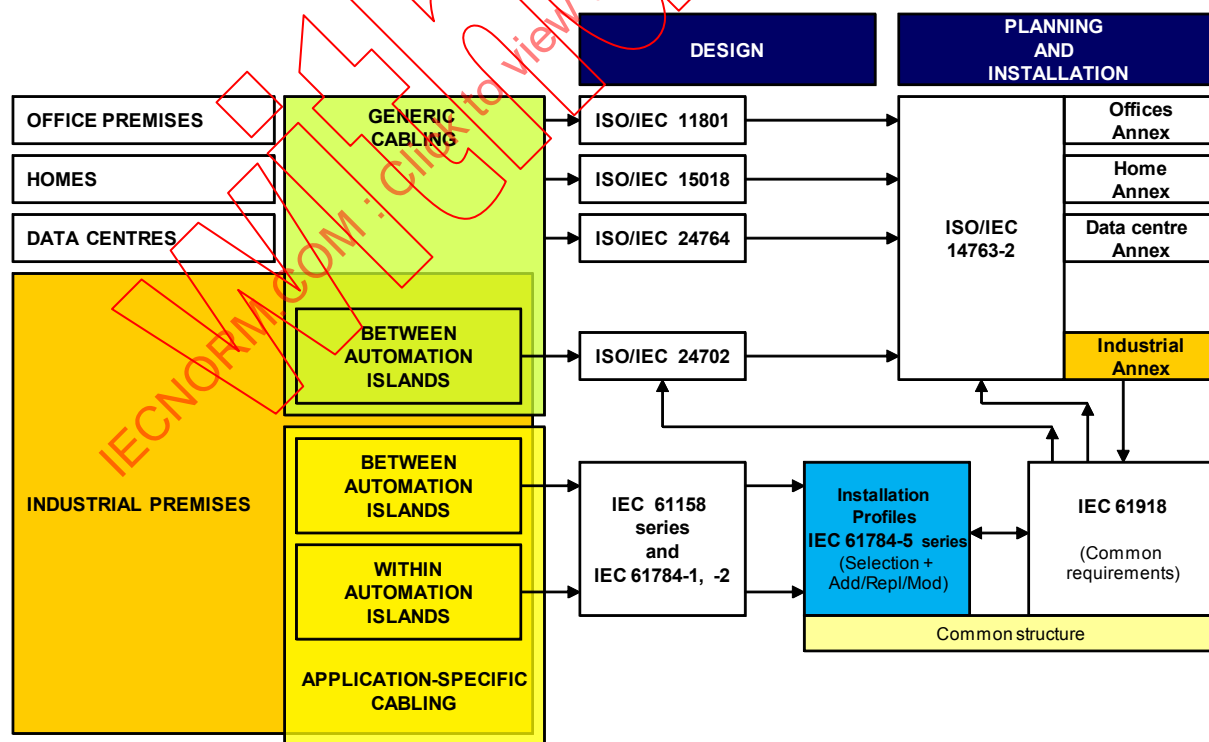 DESIGN
PLANNING
AND
INSTALLATION
OFFICE PREMISES
GENERIC
CABLING
ISO/IEC 11801
Offices
Annex
HOMES
ISO/IEC 15018
Home
Annex
DATA CENTRES
ISO/IEC 24764
ISO/IEC
14763-2
Data centre
Annex
BETWEEN
AUTOMATION
ISLANDS
ISO/IEC 24702
Industrial
Annex
INDUSTRIAL PREMISES
BETWEEN
AUTOMATION
ISLANDS
WITHIN
AUTOMATION
ISLANDS
APPLICATION-SPECIFIC
CABLING
IEC 61158
series
and
IEC 61784-1, -2
Installation
Profiles
IEC 61784-5 series
(Selection +
Add/Repl/Mod)
IEC 61918
(Common
requirements)
Common structure
IECNORM.COM : Click to view